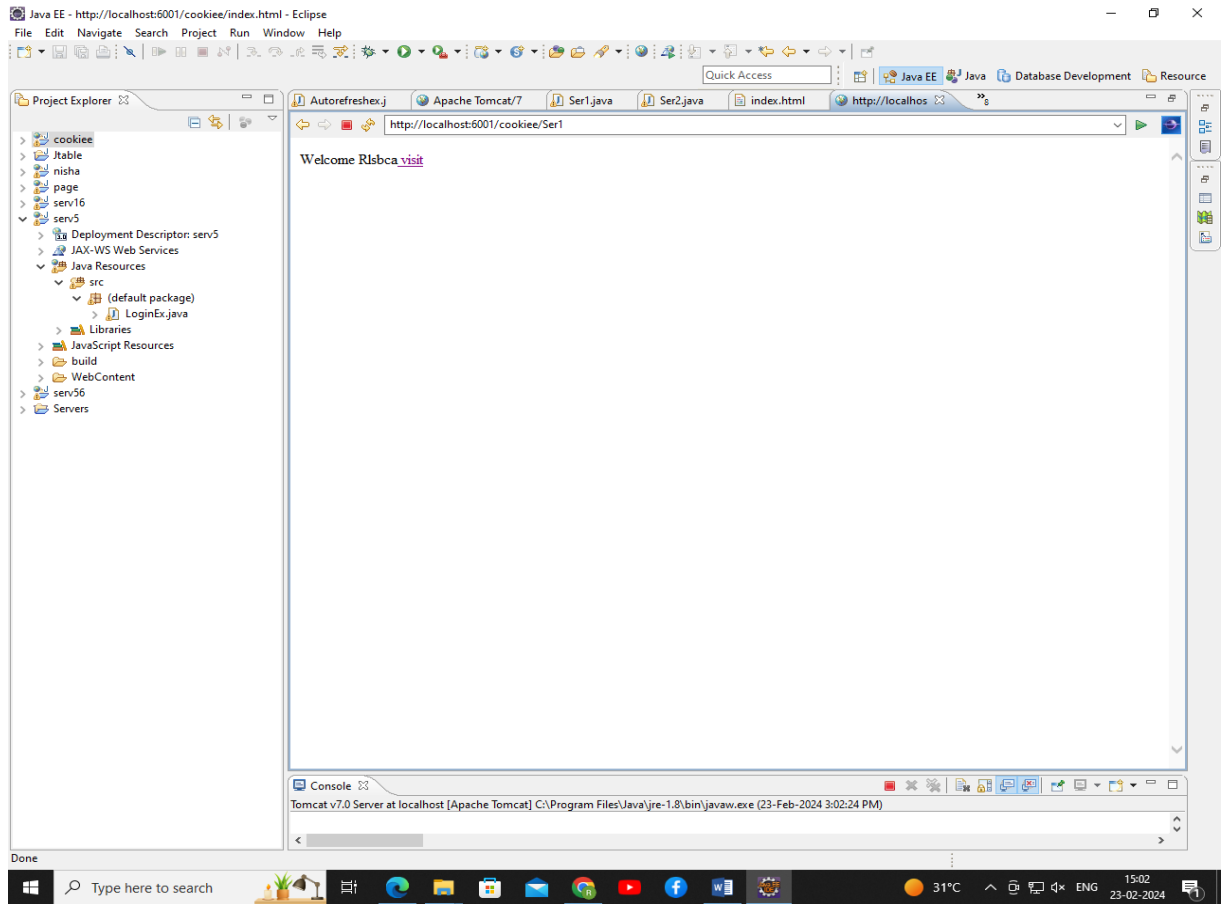 Java EE - http://localhost:6001/cookiee/index.html - Eclipse
File Edit Navigate Search Project Run Window Help
Quick Access
Java EE Java Database Development Resource
Project Explorer
Autorefreshex.j Apache Tomcat/7 Ser1.java Ser2.java index.html http://localhos »8
http://localhost:6001/cookiee/Ser1
Welcome Rlsbca visit
cookiee
Jtable
nisha
page
serv16
serv5
Deployment Descriptor: serv5
3.0
JAX-WS Web Services
Java Resources
src
(default package)
LoginEx.java
Libraries
JavaScript Resources
build
WebContent
serv56
Servers
Console
Tomcat v7.0 Server at localhost [Apache Tomcat] C:\Program Files\Java\jre-1.8\bin\javaw.exe (23-Feb-2024 3:02:24 PM)
Done
Type here to search
31°C ENG
15:02
23-02-2024
1